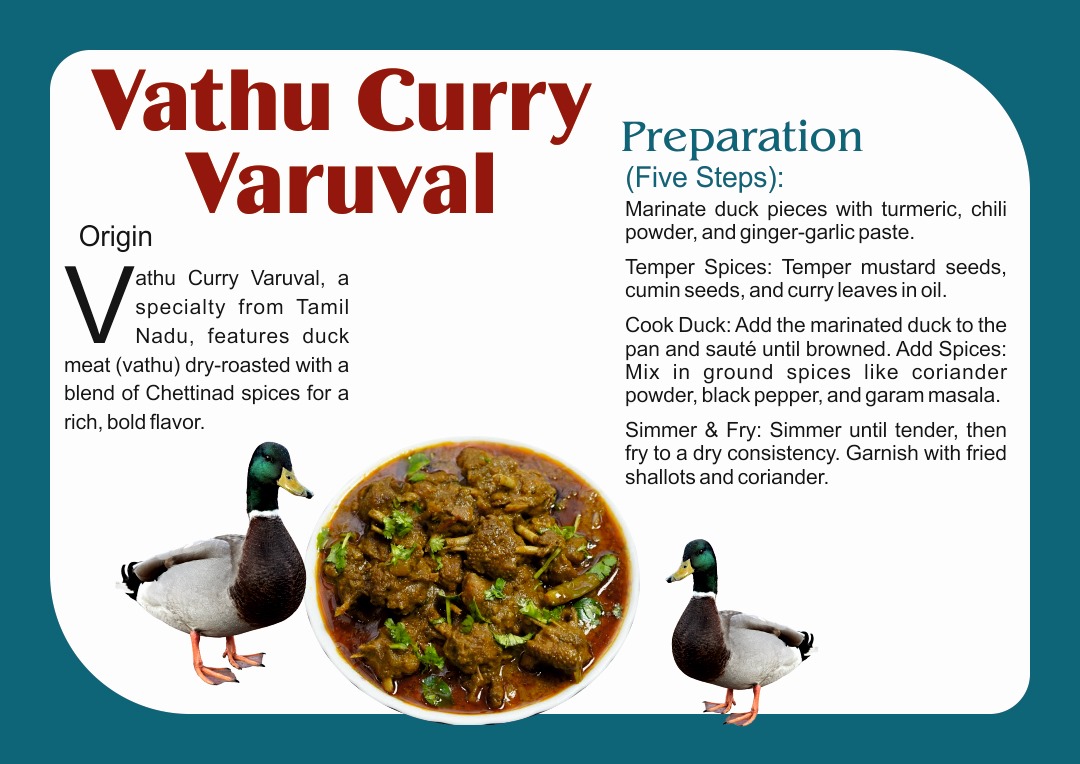 Vathu Curry
Varuval
Origin
Vathu Curry Varuval, a
specialty from Tamil
Nadu, features duck
meat (vathu) dry-roasted with a
blend of Chettinad spices for a
rich, bold flavor.
Preparation
(Five Steps):
Marinate duck pieces with turmeric, chili
powder, and ginger-garlic paste.
Temper Spices: Temper mustard seeds,
cumin seeds, and curry leaves in oil.
Cook Duck: Add the marinated duck to the
pan and sauté until browned. Add Spices:
Mix in ground spices like coriander
powder, black pepper, and garam masala.
Simmer & Fry: Simmer until tender, then
fry to a dry consistency. Garnish with fried
shallots and coriander.